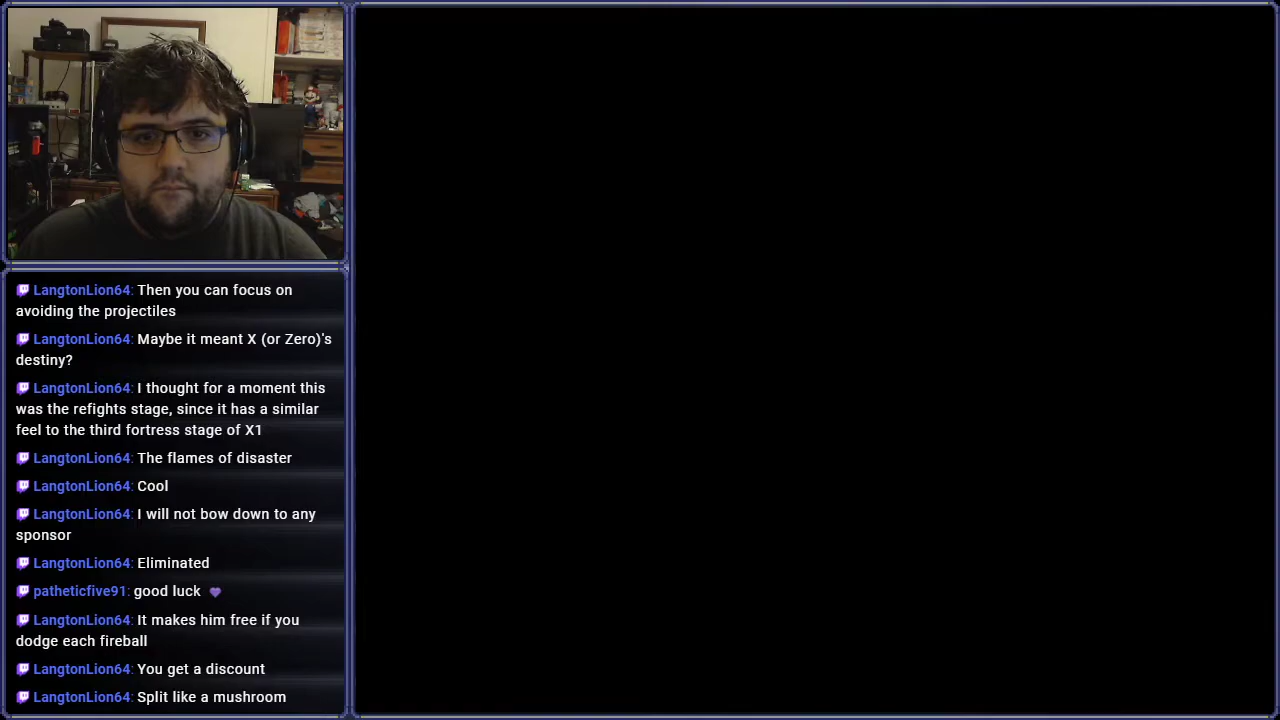 LangtonLion64: Then you can focus on
avoiding the projectiles
LangtonLion64: Maybe it meant X (or Zero)'s
destiny?
LangtonLion64: I thought for a moment this
was the refights stage, since it has a similar
feel to the third fortress stage of X1
LangtonLion64: The flames of disaster
LangtonLion64: Cool
LangtonLion64: I will not bow down to any
sponsor
LangtonLion64: Eliminated
patheticfive91: good luck
LangtonLion64: It makes him free if you
dodge each fireball
LangtonLion64: You get a discount
LangtonLion64: Split like a mushroom